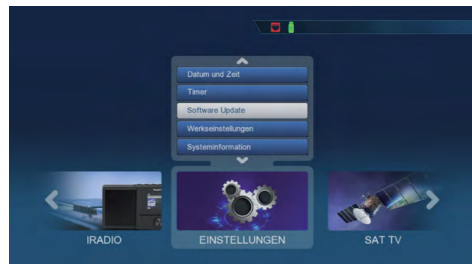 Datum und Zeit
Timer
Software Update
Werkseinstellungen
Systeminformation
IRADIO
EINSTELLUNGEN
SAT TV